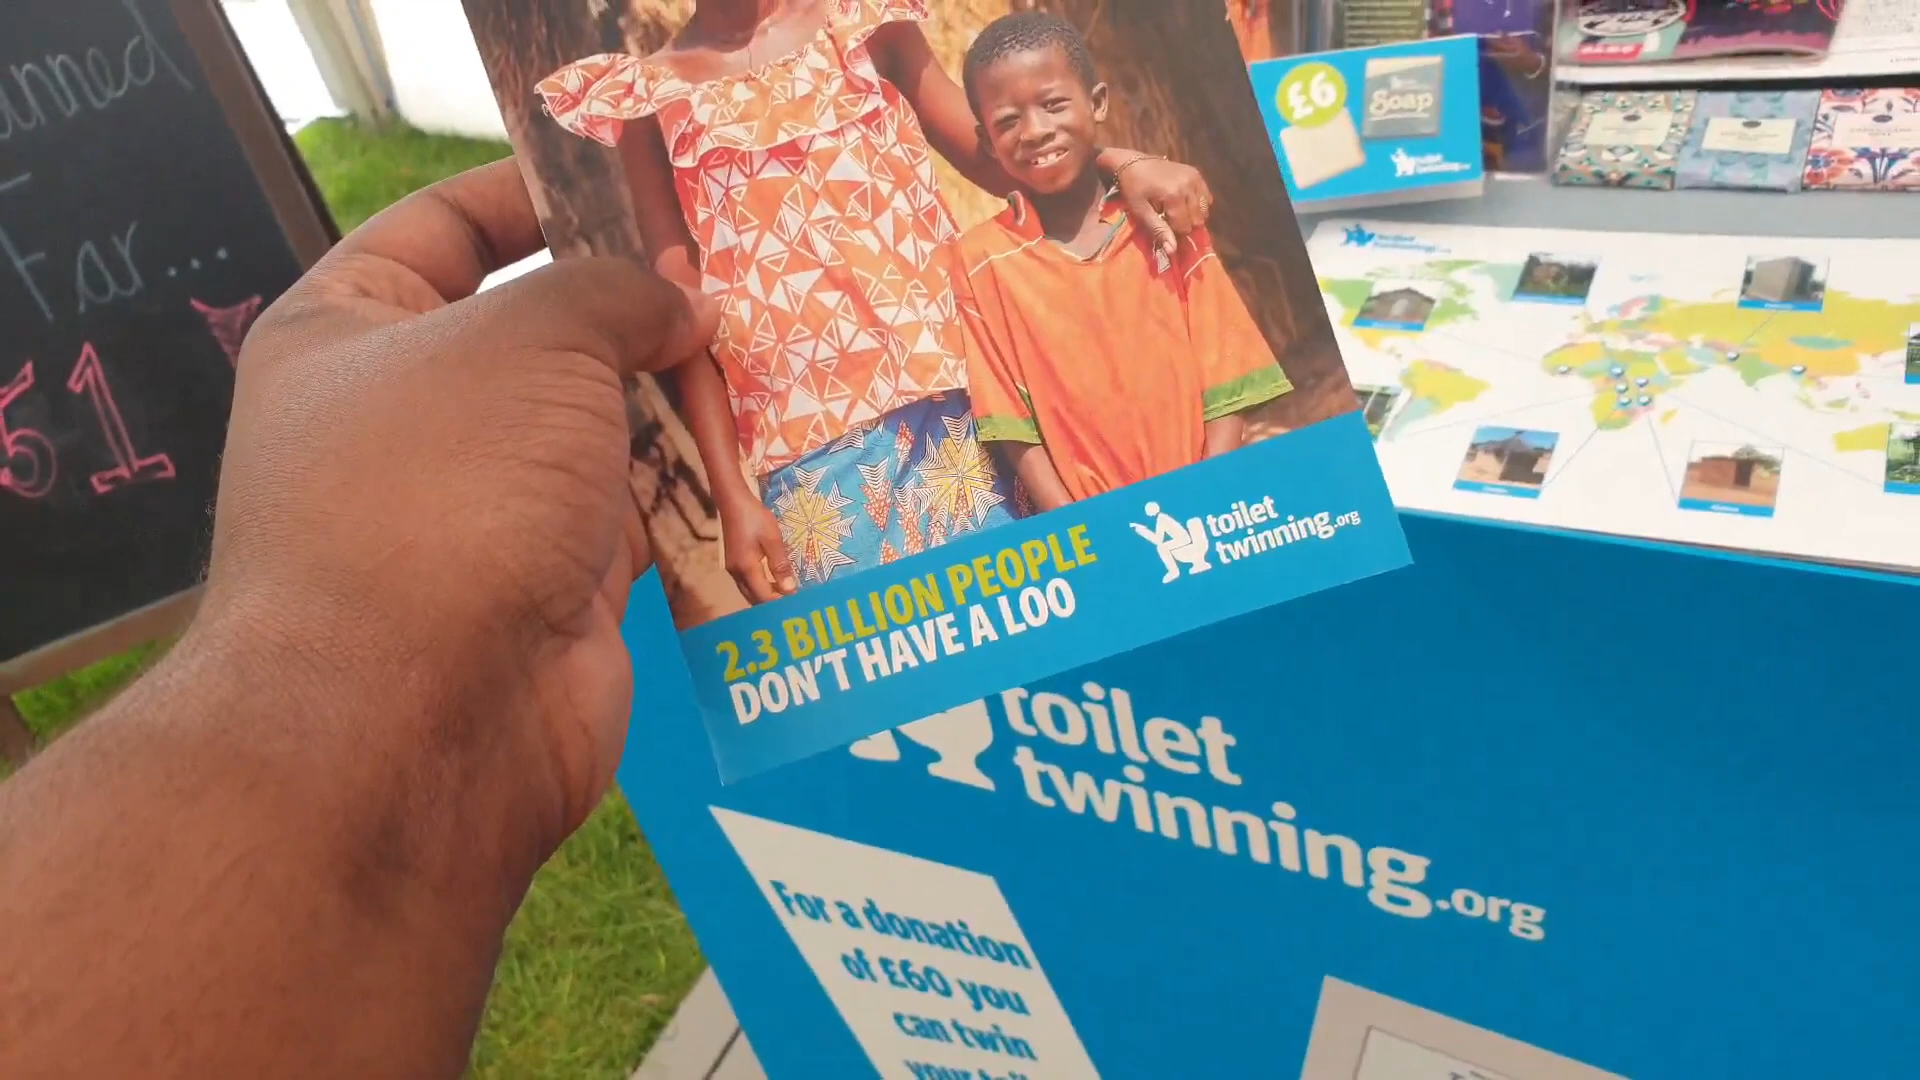 Far...
51
£6
Soap
toilet
twinning.org
2.3 BILLION PEOPLE
DON'T HAVE A LOO
toilet
twinning.org
For a donation
of £60 you
can twin
your